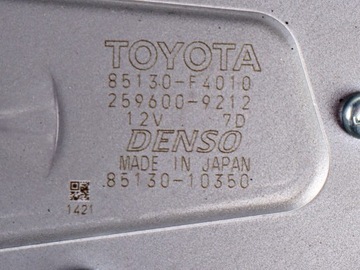 TOYOTA
85130-F4010
259600-9212
12V 7D
DENSO
MADE IN JAPAN
.85130-10350.
1421